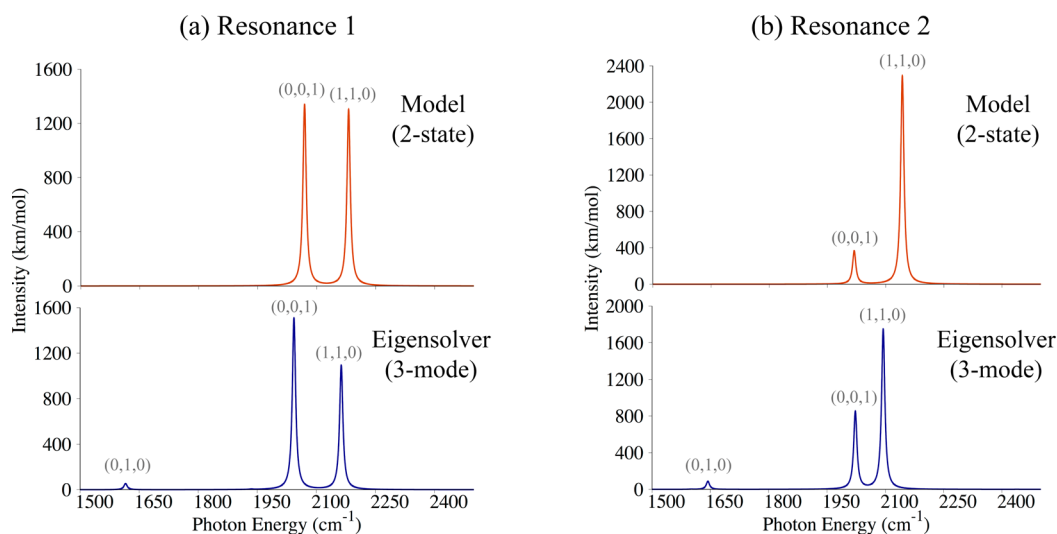 (a) Resonance 1
1600
1200
800
400
0
(0,0,1)
(1,1,0)
Model
(2-state)
1600
1200
800
400
0
(0,1,0)
(0,0,1)
(1,1,0)
Eigensolver
(3-mode)
1500 1650 1800 1950 2100 2250 2400
Photon Energy (cm⁻¹)
Intensity (km/mol)
(b) Resonance 2
2400
2000
1600
1200
800
400
0
(0,0,1)
(1,1,0)
Model
(2-state)
2000
1600
1200
800
400
0
(0,1,0)
(0,0,1)
(1,1,0)
Eigensolver
(3-mode)
1500 1650 1800 1950 2100 2250 2400
Photon Energy (cm⁻¹)
Intensity (km/mol)